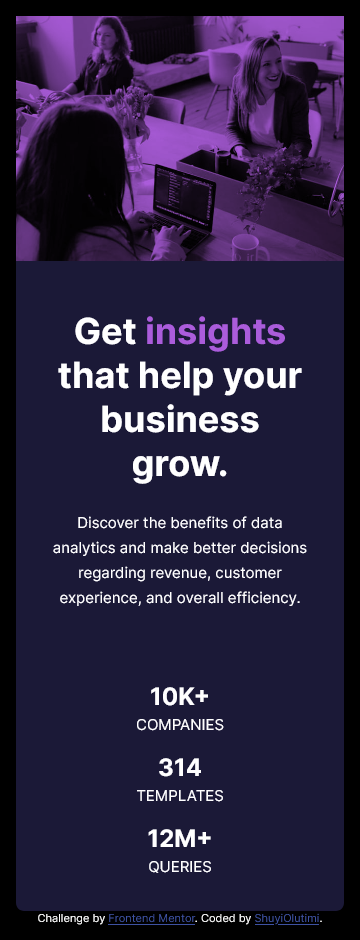 Get insights
that help your
business
grow.
Discover the benefits of data
analytics and make better decisions
regarding revenue, customer
experience, and overall efficiency.
10K+
COMPANIES
314
TEMPLATES
12M+
QUERIES
Challenge by Frontend Mentor. Coded by ShuyiOlutimi.